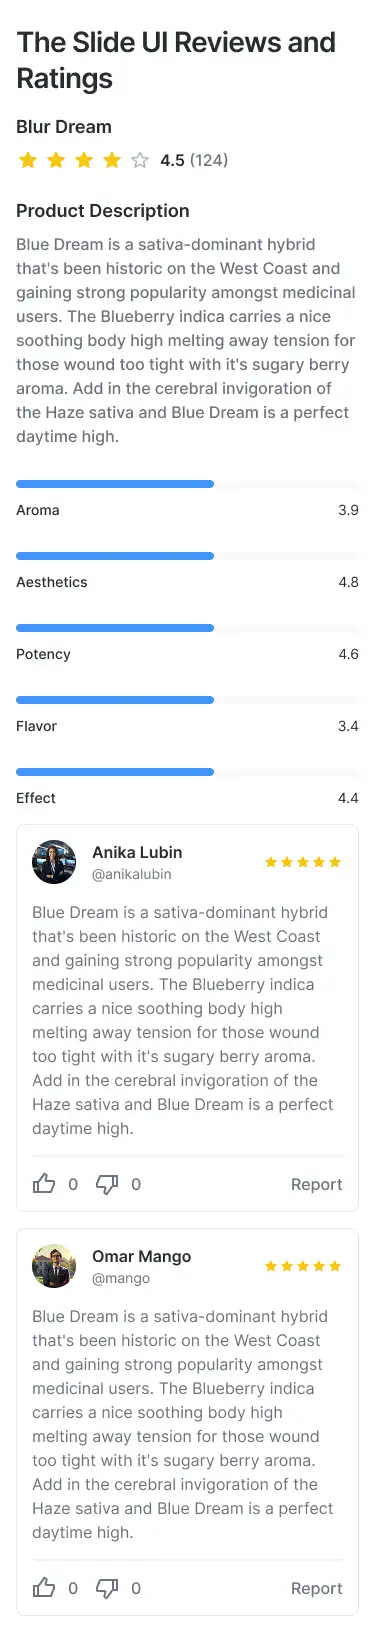 The Slide UI Reviews and
Ratings
Blur Dream
4.5 (124)
Product Description
Blue Dream is a sativa-dominant hybrid
that's been historic on the West Coast and
gaining strong popularity amongst medicinal
users. The Blueberry indica carries a nice
soothing body high melting away tension for
those wound too tight with it's sugary berry
aroma. Add in the cerebral invigoration of
the Haze sativa and Blue Dream is a perfect
daytime high.
Aroma 3.9
Aesthetics 4.8
Potency 4.6
Flavor 3.4
Effect 4.4
Anika Lubin
@anikalubin
Blue Dream is a sativa-dominant hybrid
that's been historic on the West Coast
and gaining strong popularity amongst
medicinal users. The Blueberry indica
carries a nice soothing body high
melting away tension for those wound
too tight with it's sugary berry aroma.
Add in the cerebral invigoration of the
Haze sativa and Blue Dream is a perfect
daytime high.
0 0 Report
Omar Mango
@mango
Blue Dream is a sativa-dominant hybrid
that's been historic on the West Coast
and gaining strong popularity amongst
medicinal users. The Blueberry indica
carries a nice soothing body high
melting away tension for those wound
too tight with it's sugary berry aroma.
Add in the cerebral invigoration of the
Haze sativa and Blue Dream is a perfect
daytime high.
0 0 Report